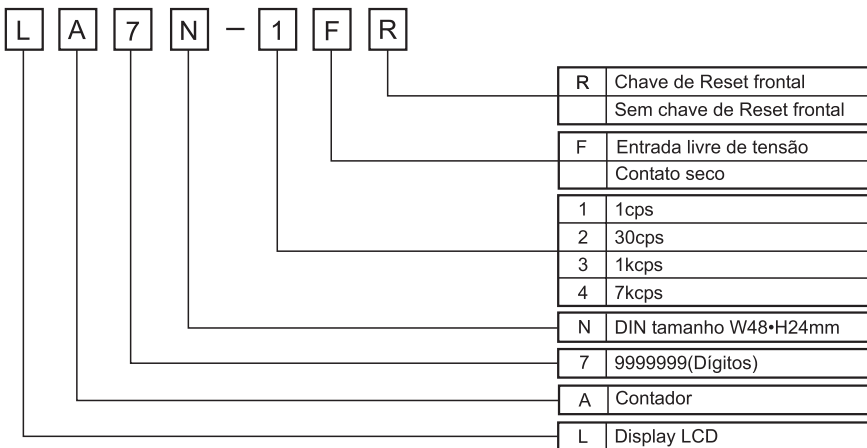 L A 7 N - 1 F R
R Chave de Reset frontal
Sem chave de Reset frontal
F Entrada livre de tensão
Contato seco
1 1cps
2 30cps
3 1kcps
4 7kcps
N DIN tamanho W48•H24mm
7 9999999(Dígitos)
A Contador
L Display LCD